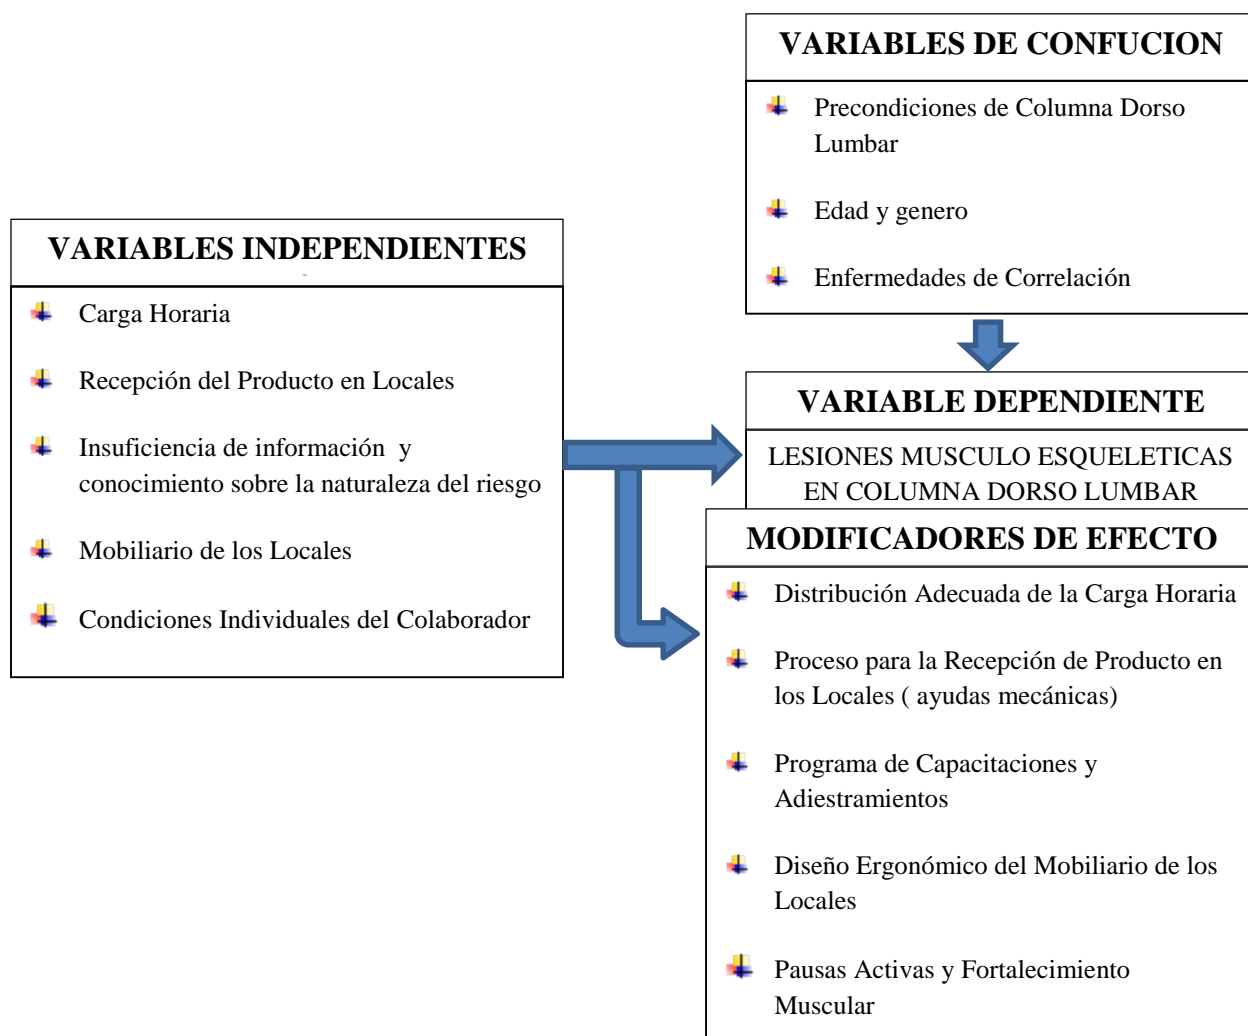 VARIABLES DE CONFUCION
Precondiciones de Columna Dorso
Lumbar
Edad y genero
Enfermedades de Correlación
VARIABLES INDEPENDIENTES
Carga Horaria
Recepción del Producto en Locales
Insuficiencia de información y
conocimiento sobre la naturaleza del riesgo
Mobiliario de los Locales
Condiciones Individuales del Colaborador
VARIABLE DEPENDIENTE
LESIONES MUSCULO ESQUELETICAS
EN COLUMNA DORSO LUMBAR
MODIFICADORES DE EFECTO
Distribución Adecuada de la Carga Horaria
Proceso para la Recepción de Producto en
los Locales ( ayudas mecánicas)
Programa de Capacitaciones y
Adiestramientos
Diseño Ergonómico del Mobiliario de los
Locales
Pausas Activas y Fortalecimiento
Muscular